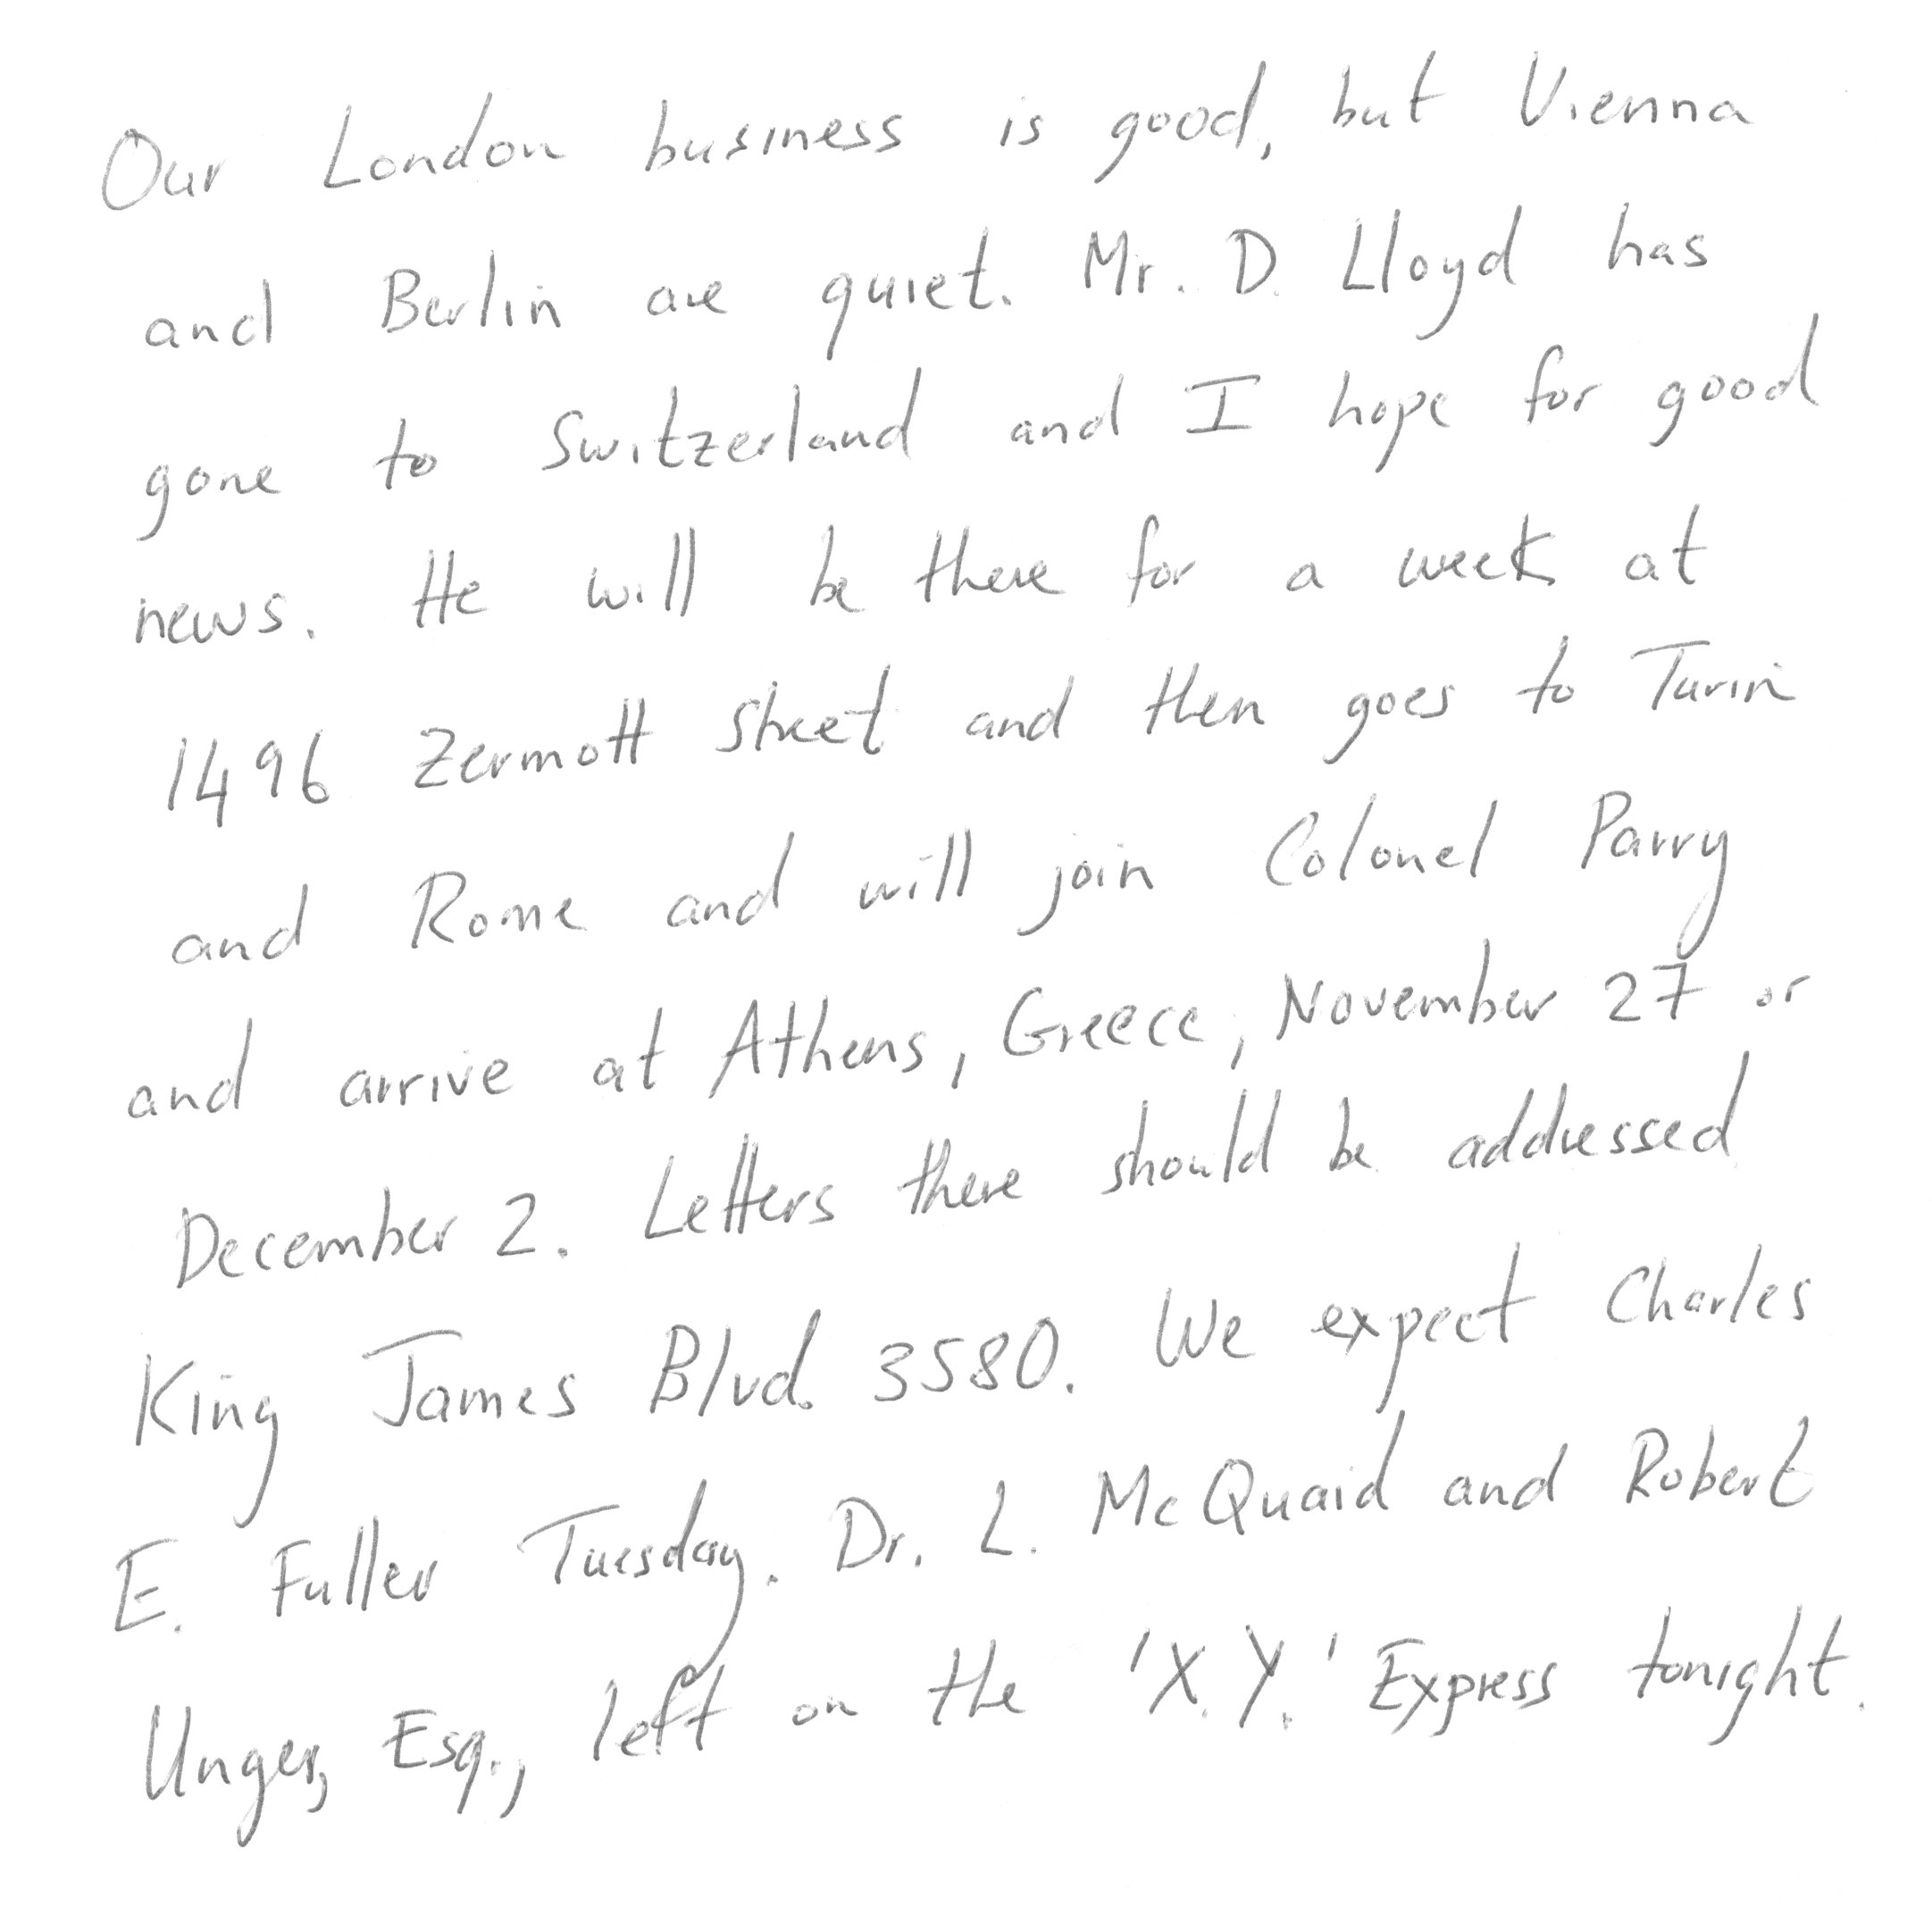 Our London business is good, but Vienna
and Berlin are quiet. Mr. D. Lloyd has
gone to Switzerland and I hope for good
news. He will be there for a week at
1496 Zermott Street and then goes to Turin
and Rome and will join Colonel Parry
and arrive at Athens, Greece, November 27 or
December 2. Letters there should be addressed
King James Blvd. 3580. We expect Charles
E. Fuller Tuesday. Dr. L. McQuaid and Robert
Unger, Esq., left on the 'X.Y.' Express tonight.